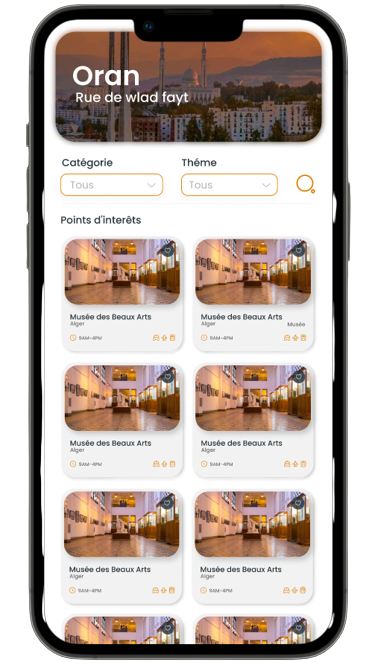 Oran
Rue de wlad fayt
Catégorie
Théme
Tous
Tous
Points d'interêts
Musée des Beaux Arts
Alger
9AM-4PM
Musée des Beaux Arts
Alger
Musée
9AM-4PM
Musée des Beaux Arts
Alger
9AM-4PM
Musée des Beaux Arts
Alger
9AM-4PM
Musée des Beaux Arts
Alger
9AM-4PM
Musée des Beaux Arts
Alger
9AM-4PM